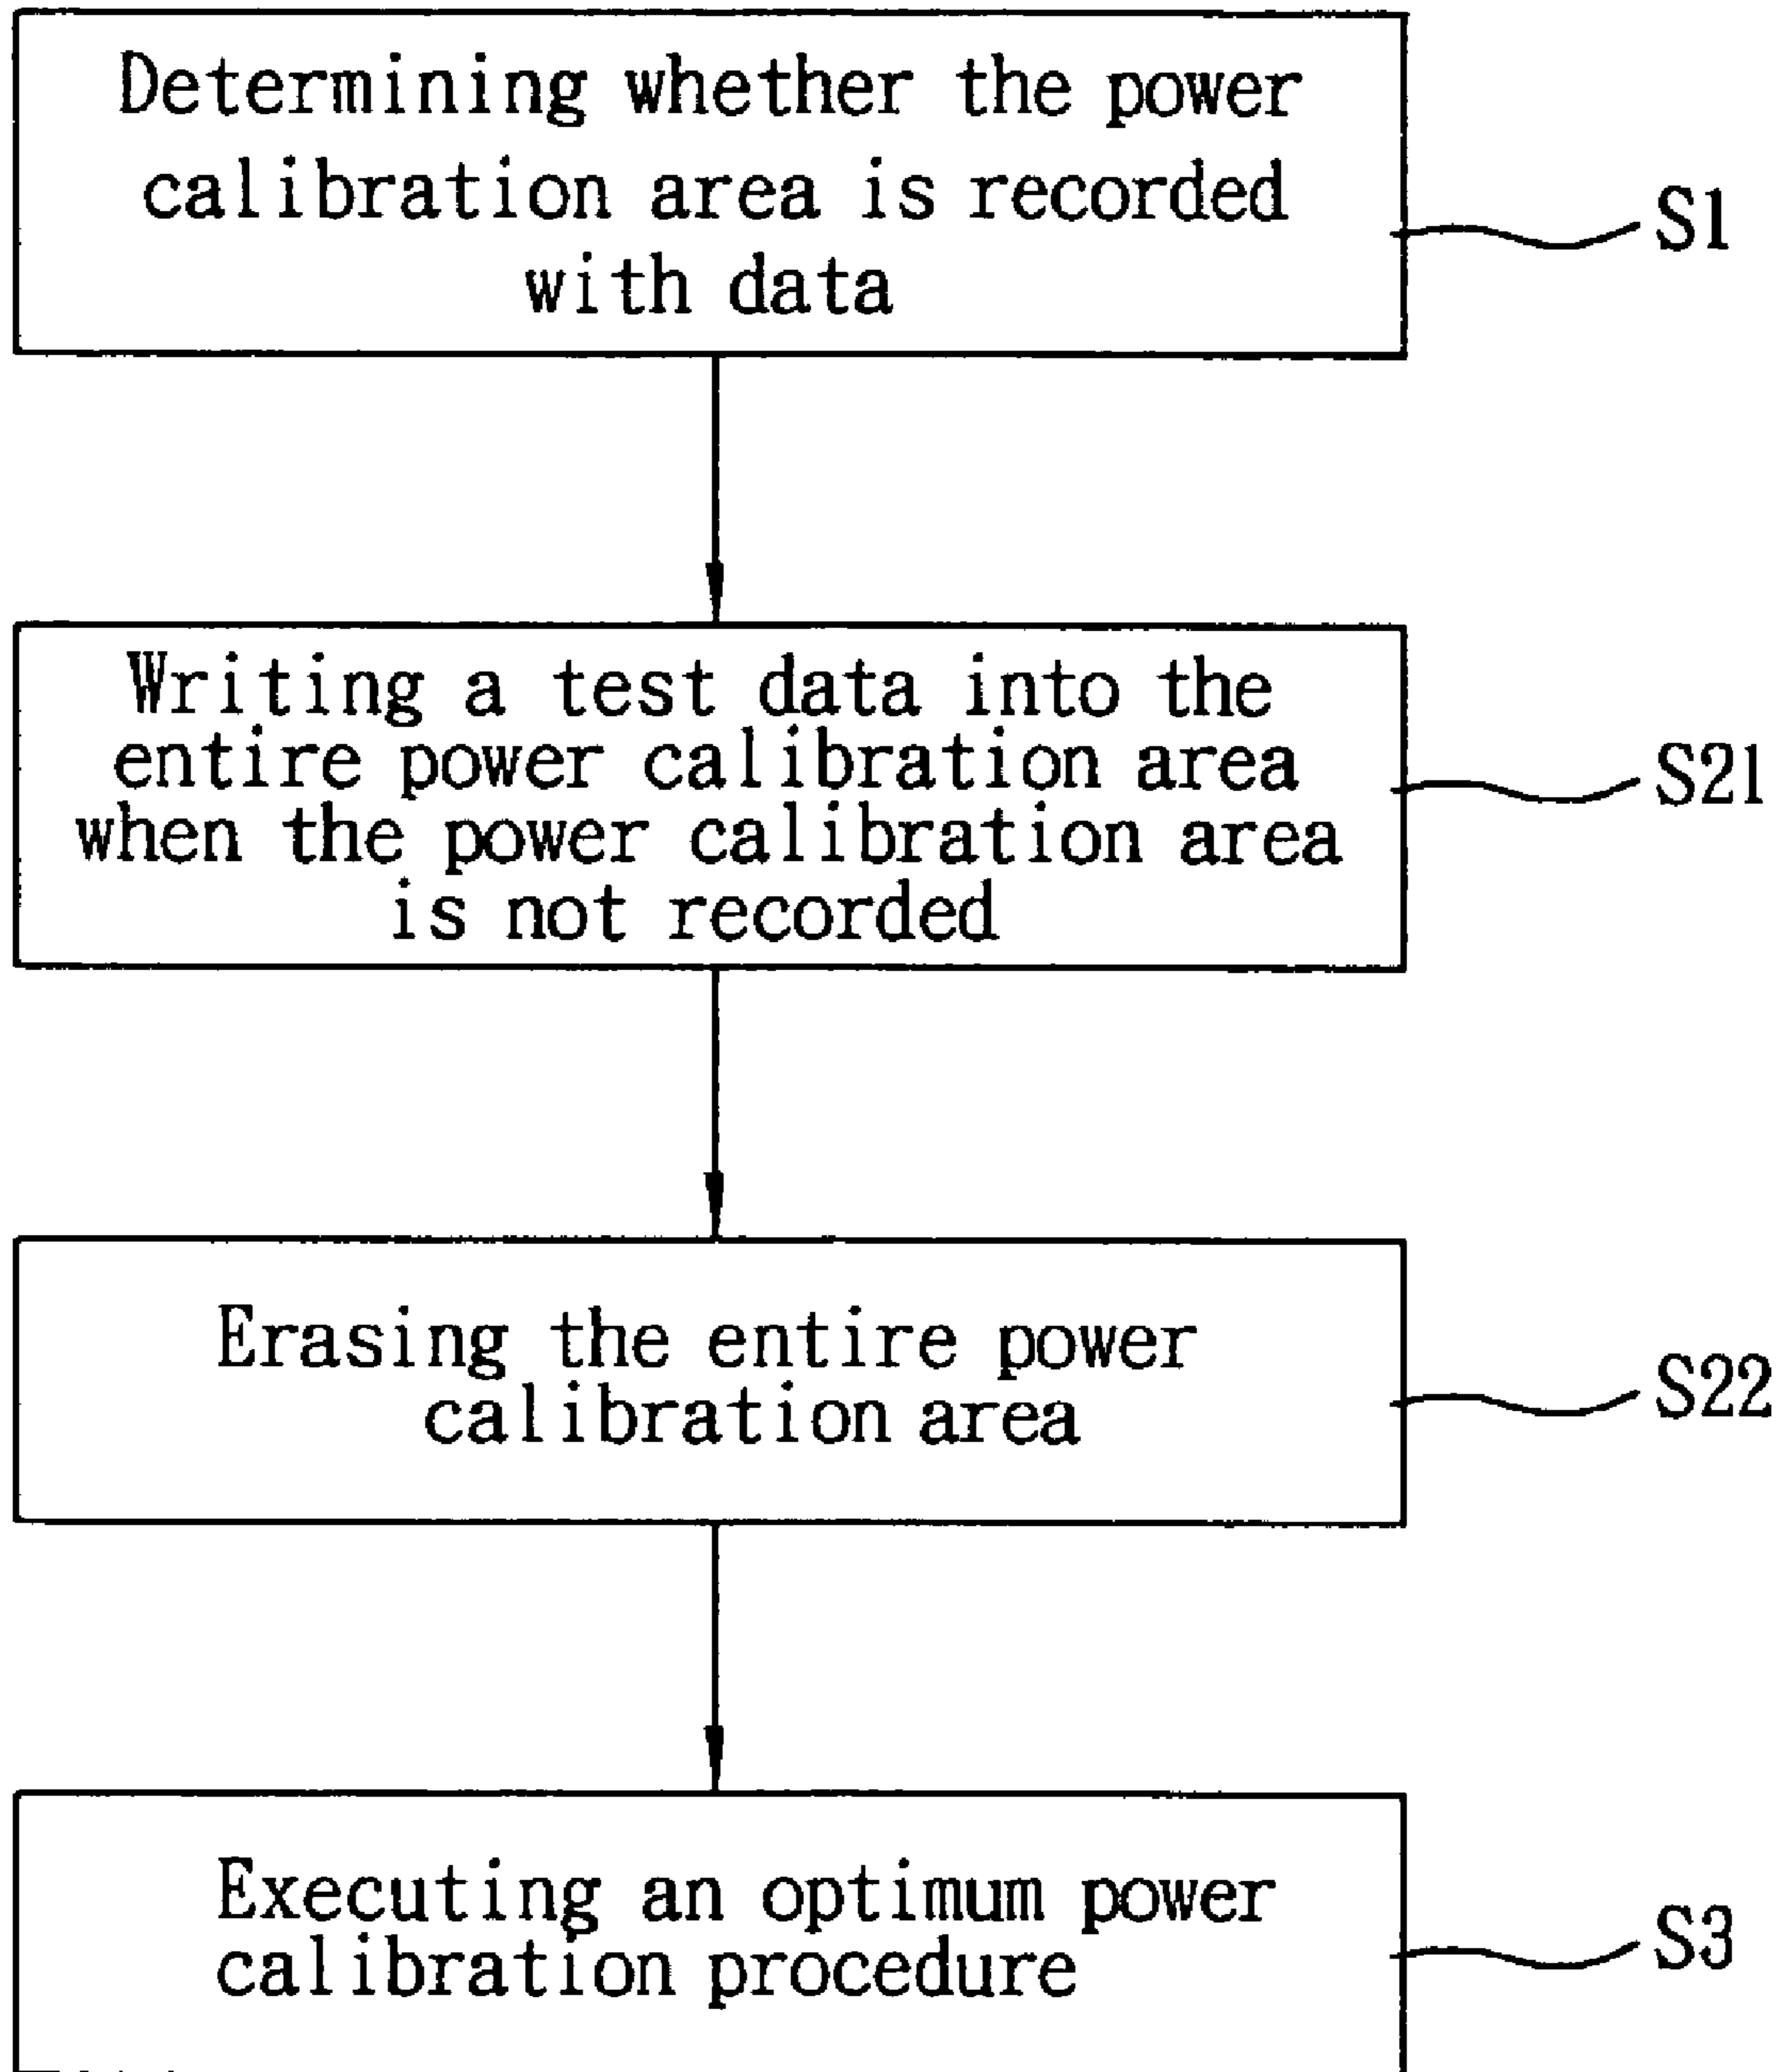 Determining whether the power
calibration area is recorded
with data
S1
Writing a test data into the
entire power calibration area
when the power calibration area
is not recorded
S21
Erasing the entire power
calibration area
S22
Executing an optimum power
calibration procedure
S3